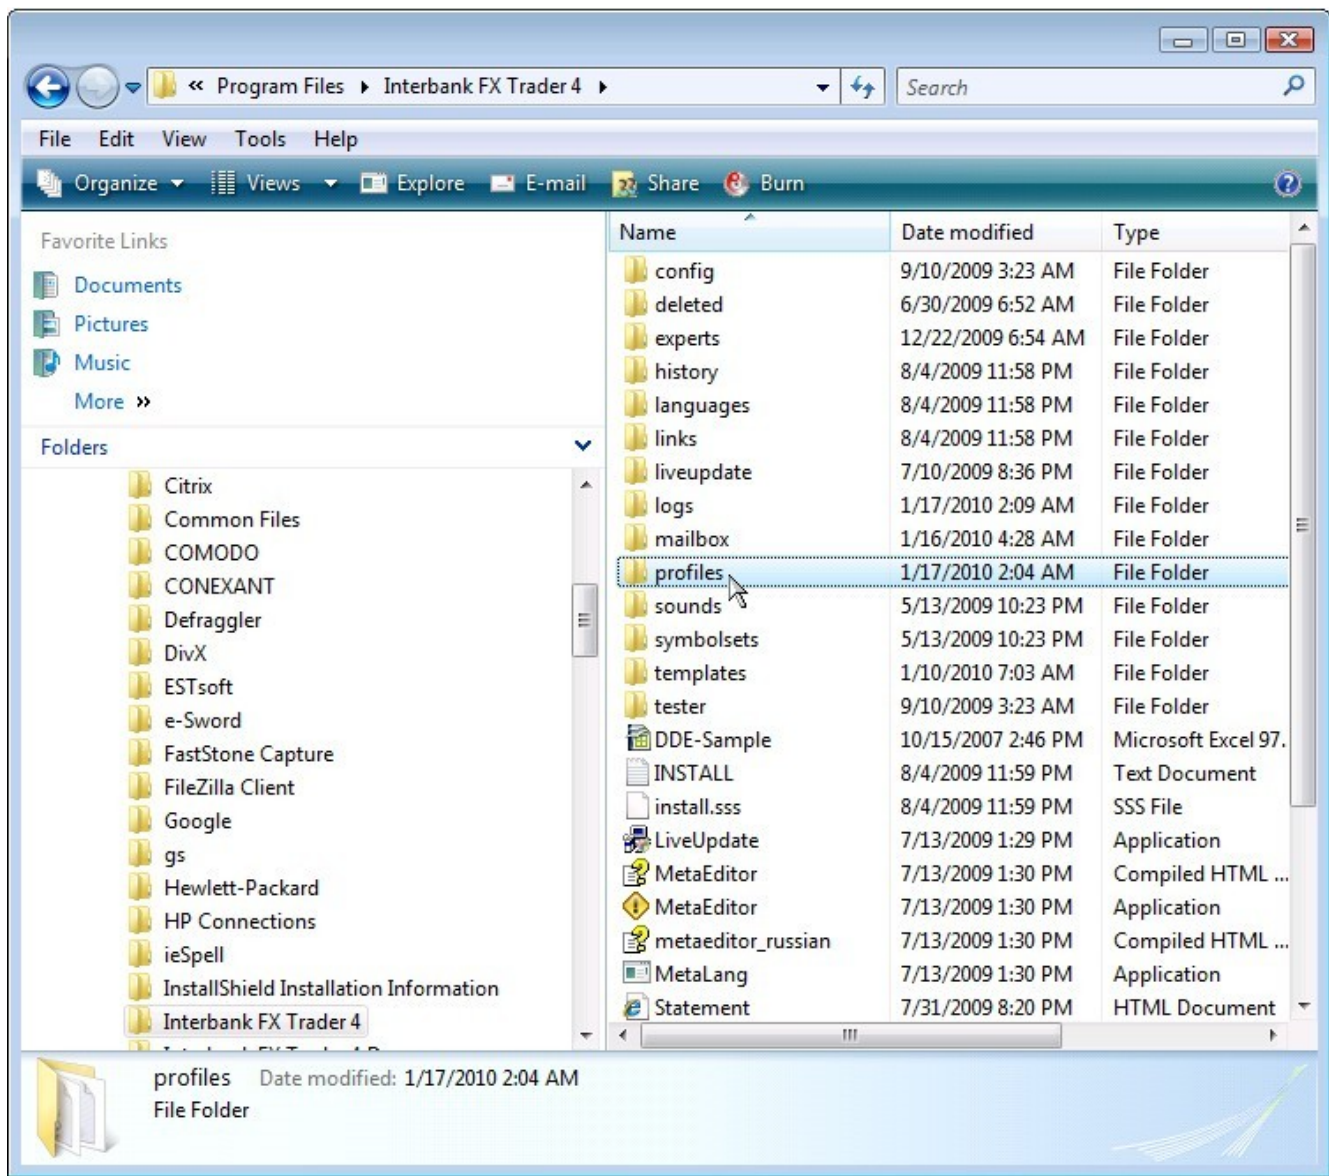 « Program Files ▸ Interbank FX Trader 4 ▸ Search
File Edit View Tools Help
Organize Views Explore E-mail Share Burn
Favorite Links
Documents
Pictures
Music
More »
Folders
Citrix
Common Files
COMODO
CONEXANT
Defraggler
DivX
ESTsoft
e-Sword
FastStone Capture
FileZilla Client
Google
gs
Hewlett-Packard
HP Connections
ieSpell
InstallShield Installation Information
Interbank FX Trader 4
Name Date modified Type
config 9/10/2009 3:23 AM File Folder
deleted 6/30/2009 6:52 AM File Folder
experts 12/22/2009 6:54 AM File Folder
history 8/4/2009 11:58 PM File Folder
languages 8/4/2009 11:58 PM File Folder
links 8/4/2009 11:58 PM File Folder
liveupdate 7/10/2009 8:36 PM File Folder
logs 1/17/2010 2:09 AM File Folder
mailbox 1/16/2010 4:28 AM File Folder
profiles 1/17/2010 2:04 AM File Folder
sounds 5/13/2009 10:23 PM File Folder
symbolsets 5/13/2009 10:23 PM File Folder
templates 1/10/2010 7:03 AM File Folder
tester 9/10/2009 3:23 AM File Folder
DDE-Sample 10/15/2007 2:46 PM Microsoft Excel 97.
INSTALL 8/4/2009 11:59 PM Text Document
install.sss 8/4/2009 11:59 PM SSS File
LiveUpdate 7/13/2009 1:29 PM Application
MetaEditor 7/13/2009 1:30 PM Compiled HTML ...
MetaEditor 7/13/2009 1:30 PM Application
metaeditor_russian 7/13/2009 1:30 PM Compiled HTML ...
MetaLang 7/13/2009 1:30 PM Application
Statement 7/31/2009 8:20 PM HTML Document
profiles Date modified: 1/17/2010 2:04 AM
File Folder